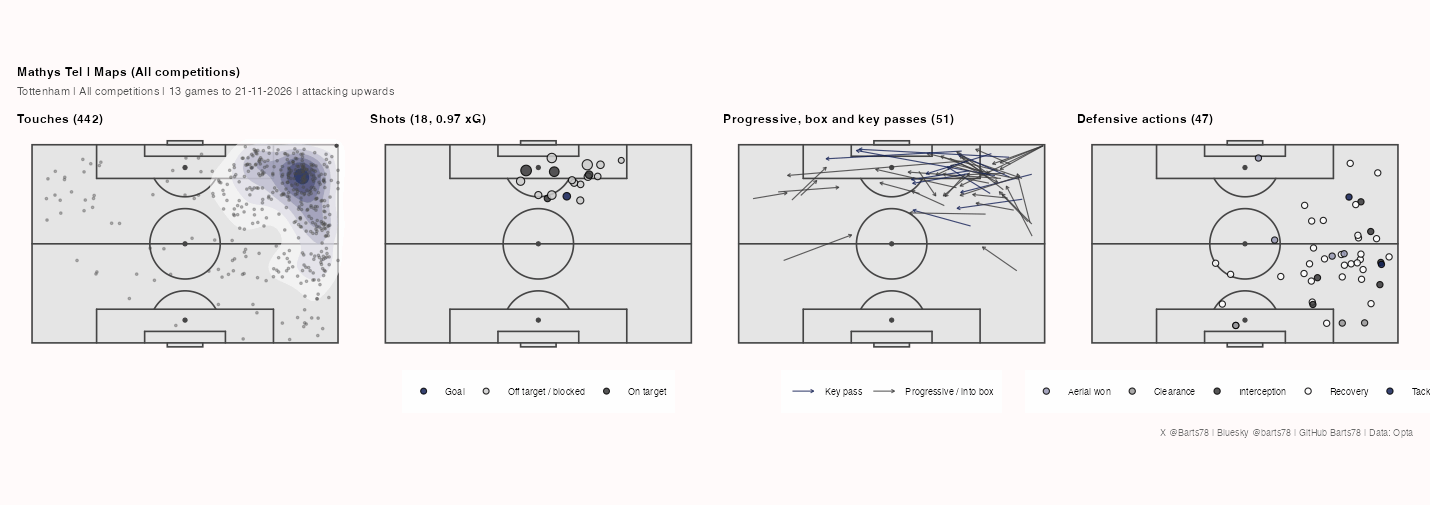 Mathys Tel | Maps (All competitions)
Tottenham | All competitions | 13 games to 21-11-2026 | attacking upwards
Touches (442)
Shots (18, 0.97 xG)
Progressive, box and key passes (51)
Defensive actions (47)
Goal
Off target / blocked
On target
Key pass
Progressive / Into box
Aerial won
Clearance
Interception
Recovery
Tack
X @Barts78 | Bluesky @barts78 | GitHub Barts78 | Data: Opta